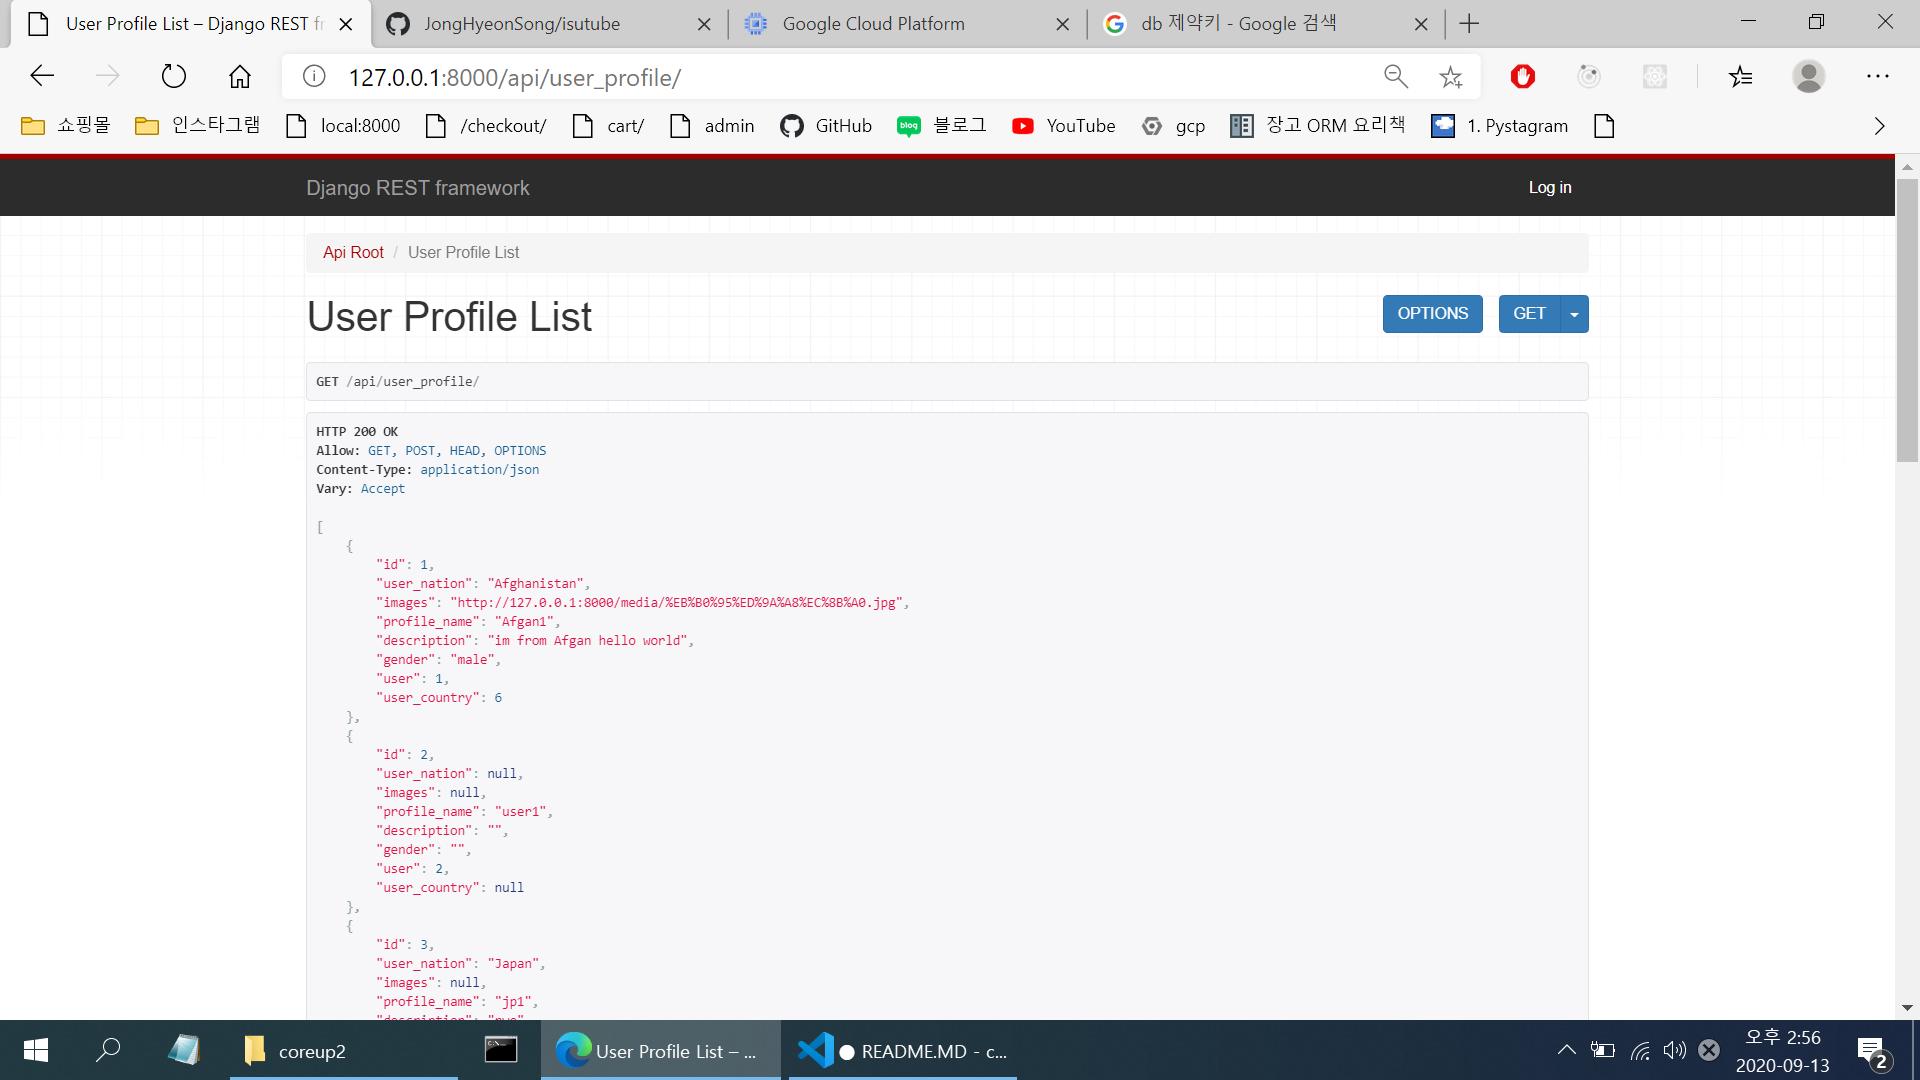 User Profile List – Django REST fr
JongHyeonSong/isutube
Google Cloud Platform
db 제약키 - Google 검색
127.0.0.1:8000/api/user_profile/
쇼핑몰
인스타그램
local:8000
/checkout/
cart/
admin
GitHub
blog
블로그
YouTube
gcp
장고 ORM 요리책
1. Pystagram
Django REST framework
Log in
Api Root / User Profile List
User Profile List
OPTIONS
GET
GET /api/user_profile/
HTTP 200 OK
Allow: GET, POST, HEAD, OPTIONS
Content-Type: application/json
Vary: Accept
[
{
"id": 1,
"user_nation": "Afghanistan",
"images": "http://127.0.0.1:8000/media/%EB%B0%95%ED%9A%A8%EC%8B%A0.jpg",
"profile_name": "Afgan1",
"description": "im from Afgan hello world",
"gender": "male",
"user": 1,
"user_country": 6
},
{
"id": 2,
"user_nation": null,
"images": null,
"profile_name": "user1",
"description": "",
"gender": "",
"user": 2,
"user_country": null
},
{
"id": 3,
"user_nation": "Japan",
"images": null,
"profile_name": "jp1",
"description":
coreup2
User Profile List – ...
● README.MD - c...
오후 2:56
2020-09-13
2